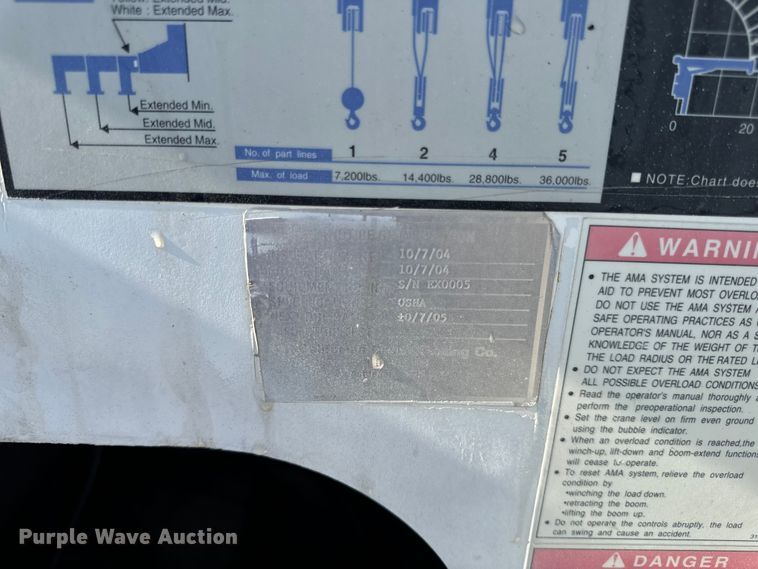 White : Extended Max.
Extended Min.
Extended Mid.
Extended Max.
No. of part lines 1 2 4 5
Max. of load 7,200lbs. 14,400lbs. 28,800lbs. 36,000lbs.
0 20
■ NOTE:Chart
10/7/04
10/7/04
S/N EX0005
OSHA
10/7/05
Co.
WARNIN
• THE AMA SYSTEM IS INTENDED
AID TO PREVENT MOST OVERLO
DO NOT USE THE AMA SYSTEM
SAFE OPERATING PRACTICES AS
OPERATOR'S MANUAL, NOR AS A
KNOWLEDGE OF THE WEIGHT OF
THE LOAD RADIUS OR THE RATED
• DO NOT EXPECT THE AMA SYSTEM
ALL POSSIBLE OVERLOAD CONDITIONS
• Read the operator's manual thoroughly
perform the preoperational inspection.
• Set the crane level on firm even ground
using the bubble indicator.
• When an overload condition is reached,the
winch-up, lift-down and boom-extend functions
will cease to operate.
• To reset AMA system, relieve the overload
condition by
•winching the load down.
•retracting the boom.
•lifting the boom up.
• Do not operate the controls abruptly, the load
can swing and cause an accident.
DANGER
Purple Wave Auction